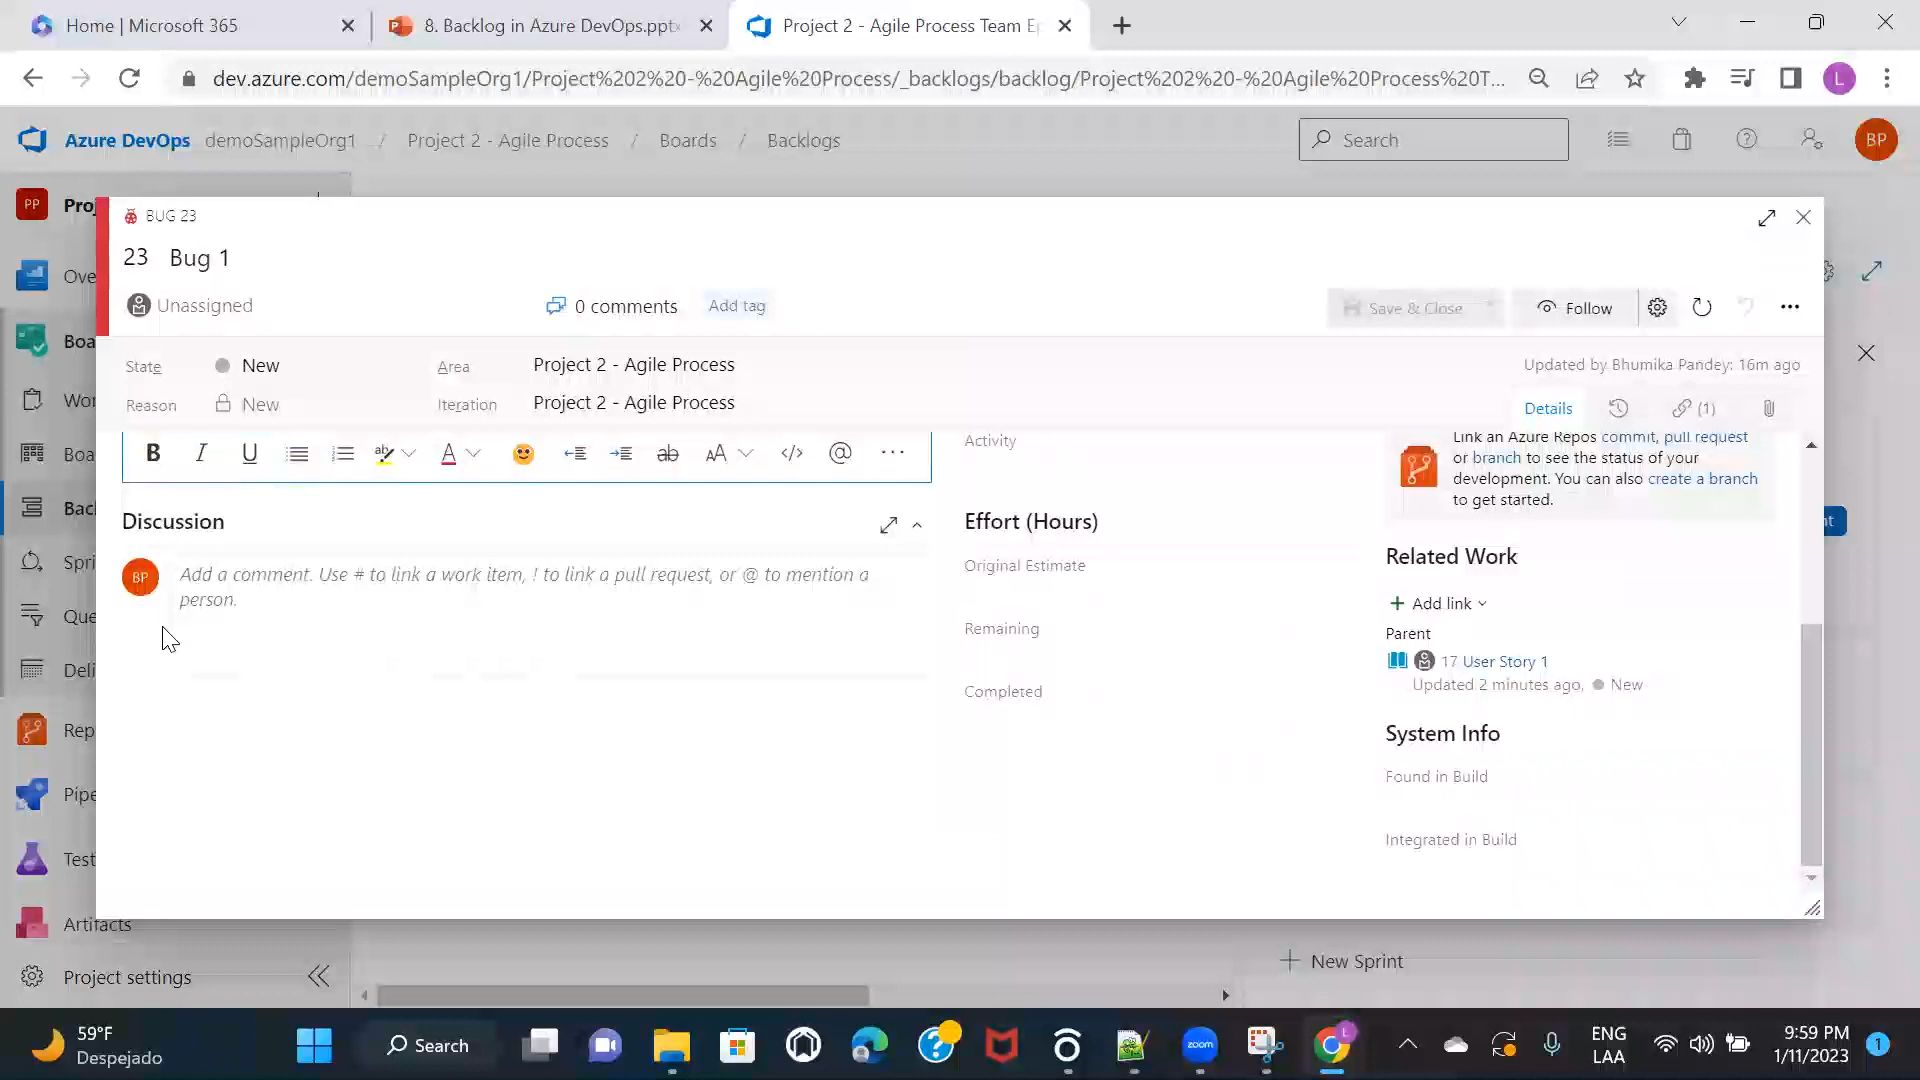 Home | Microsoft 365
8. Backlog in Azure DevOps.pptx
Project 2 - Agile Process Team Ep
dev.azure.com/demoSampleOrg1/Project%202%20-%20Agile%20Process/_backlogs/backlog/Project%202%20-%20Agile%20Process%20T...
L
Azure DevOps
demoSampleOrg1 / Project 2 - Agile Process / Boards / Backlogs
Search
BP
PP
Proj
BUG 23
23 Bug 1
Ove
Unassigned
0 comments
Add tag
Save & Close
Follow
Boa
State
New
Area
Project 2 - Agile Process
Updated by Bhumika Pandey: 16m ago
Wor
Reason
New
Iteration
Project 2 - Agile Process
Details
(1)
Boa
B I U
A
ab
AA
</>
@
...
Activity
Link an Azure Repos commit, pull request
or branch to see the status of your
development. You can also create a branch
to get started.
Back
Discussion
Effort (Hours)
nt
Spri
BP
Add a comment. Use # to link a work item, ! to link a pull request, or @ to mention a
person.
Original Estimate
Related Work
Que
Add link
Remaining
Parent
Deli
17 User Story 1
Updated 2 minutes ago, New
Completed
Rep
System Info
Found in Build
Pipe
Integrated in Build
Test
Artifacts
Project settings
New Sprint
59°F
Despejado
Search
zoom
L
ENG
LAA
9:59 PM
1/11/2023
1